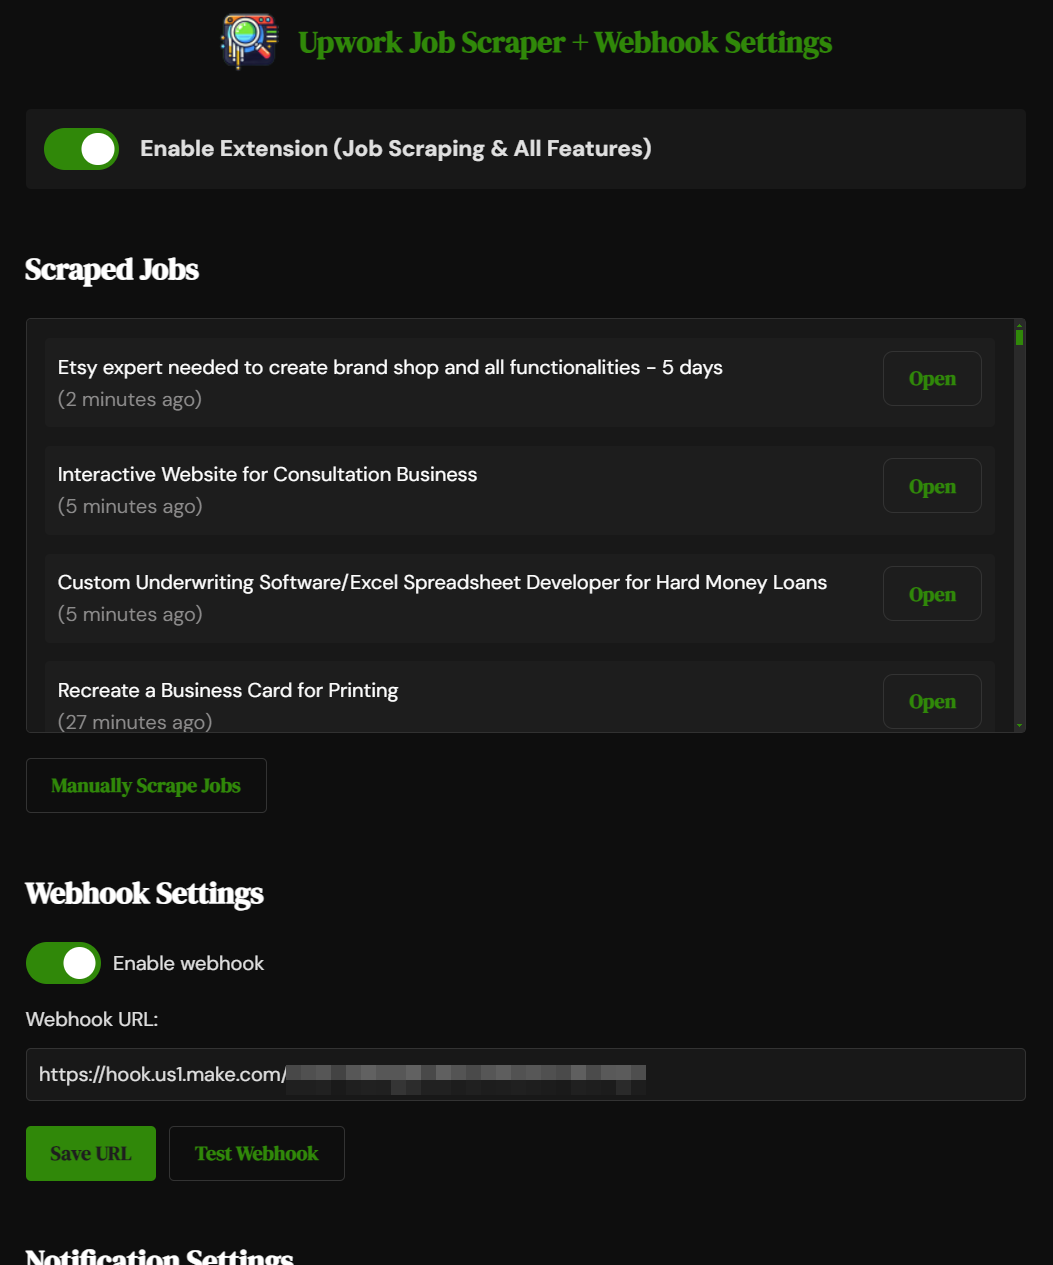 Upwork Job Scraper + Webhook Settings
Enable Extension (Job Scraping & All Features)
Scraped Jobs
Etsy expert needed to create brand shop and all functionalities - 5 days
(2 minutes ago)
Open
Interactive Website for Consultation Business
(5 minutes ago)
Open
Custom Underwriting Software/Excel Spreadsheet Developer for Hard Money Loans
(5 minutes ago)
Open
Recreate a Business Card for Printing
(27 minutes ago)
Open
Manually Scrape Jobs
Webhook Settings
Enable webhook
Webhook URL:
https://hook.us1.make.com/
Save URL
Test Webhook
Notification Settings